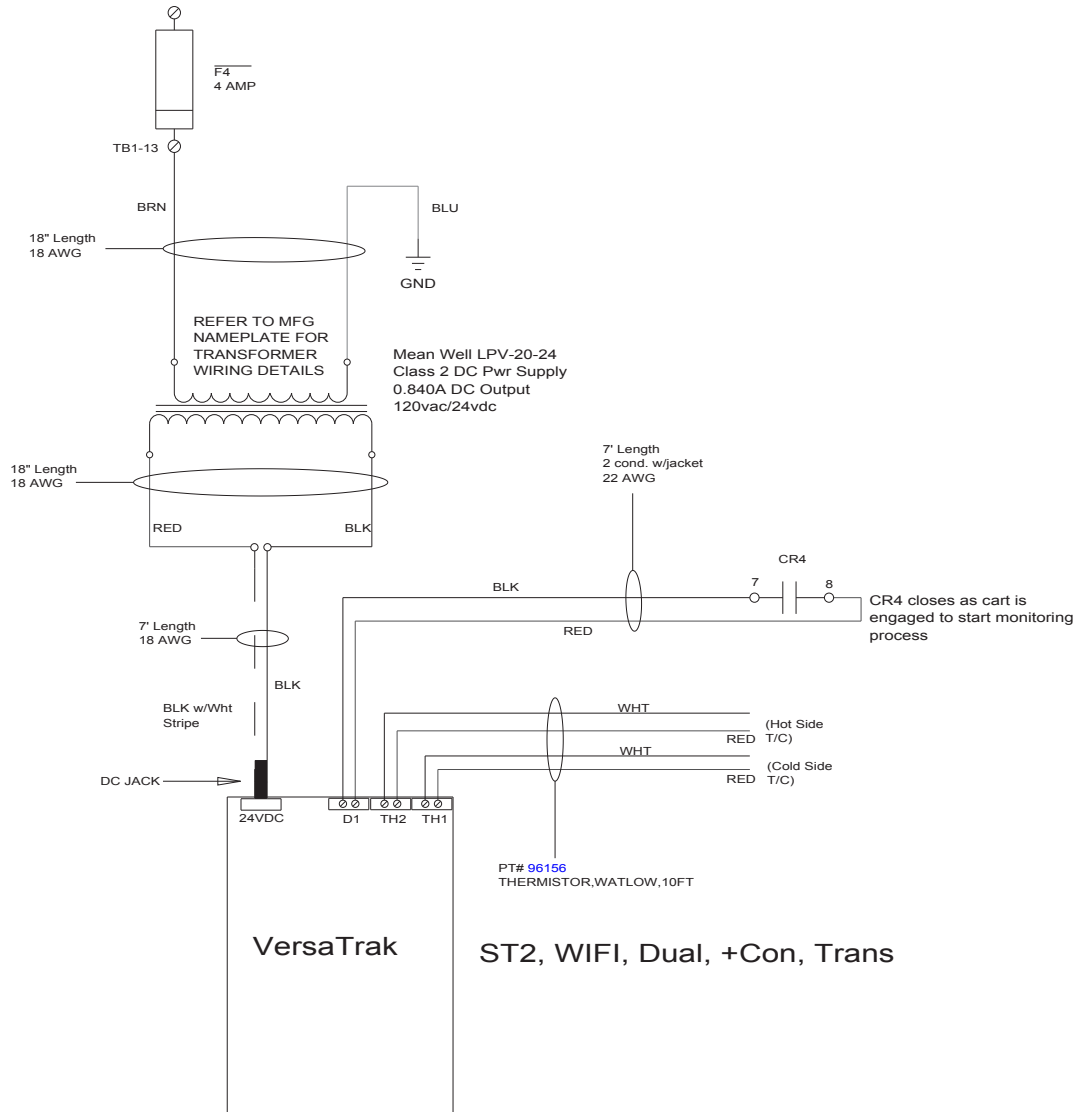 F4
4 AMP
TB1-13
BRN
BLU
18" Length
18 AWG
GND
REFER TO MFG
NAMEPLATE FOR
TRANSFORMER
WIRING DETAILS
Mean Well LPV-20-24
Class 2 DC Pwr Supply
0.840A DC Output
120vac/24vdc
18" Length
18 AWG
RED
BLK
7' Length
2 cond. w/jacket
22 AWG
CR4
BLK
7
8
RED
CR4 closes as cart is
engaged to start monitoring
process
7' Length
18 AWG
BLK
BLK w/Wht
Stripe
WHT
RED
(Hot Side
T/C)
WHT
RED
(Cold Side
T/C)
DC JACK
24VDC
D1
TH2
TH1
PT# 96156
THERMISTOR,WATLOW,10FT
VersaTrak
ST2, WIFI, Dual, +Con, Trans